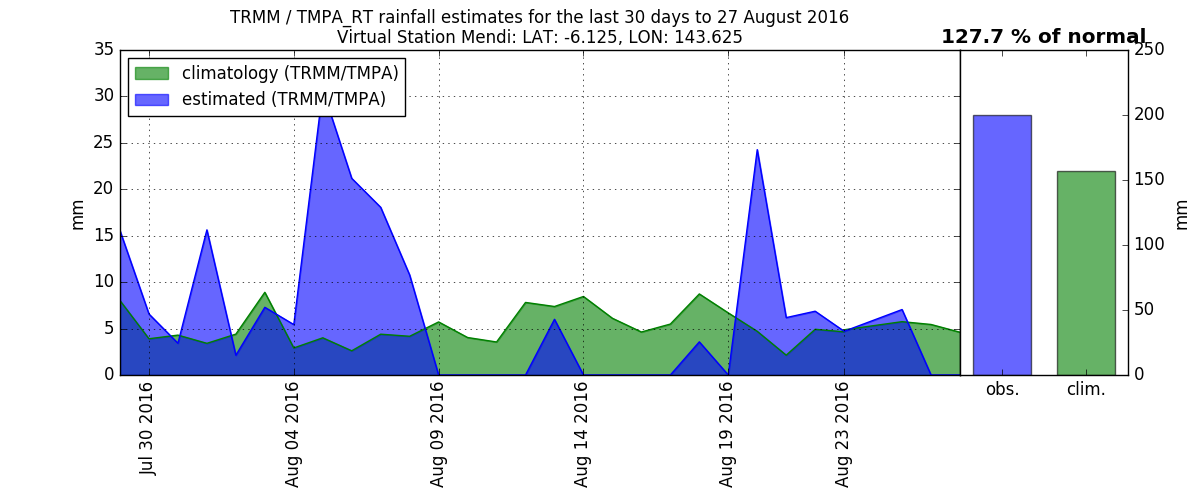 TRMM / TMPA_RT rainfall estimates for the last 30 days to 27 August 2016
Virtual Station Mendi: LAT: -6.125, LON: 143.625
127.7 % of normal
climatology (TRMM/TMPA)
estimated (TRMM/TMPA)
35
30
25
20
15
10
5
0
mm
Jul 30 2016
Aug 04 2016
Aug 09 2016
Aug 14 2016
Aug 19 2016
Aug 23 2016
250
200
150
100
50
0
mm
obs.
clim.